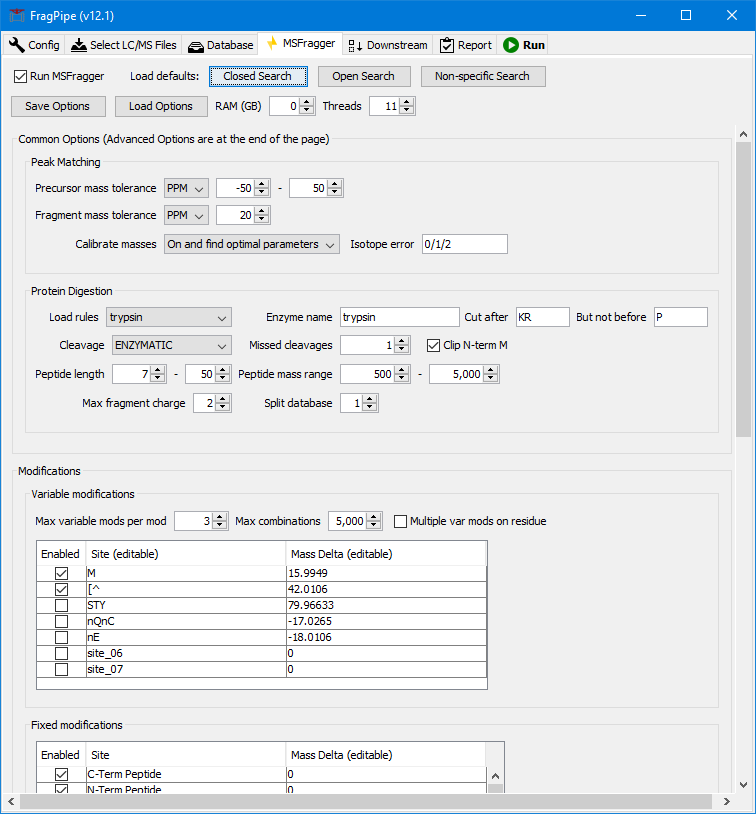 FragPipe (v12.1)
Config Select LC/MS Files Database MSFragger Downstream Report Run
Run MSFragger Load defaults: Closed Search Open Search Non-specific Search
Save Options Load Options RAM (GB) 0 Threads 11
Common Options (Advanced Options are at the end of the page)
Peak Matching
Precursor mass tolerance PPM -50 - 50
Fragment mass tolerance PPM 20
Calibrate masses On and find optimal parameters Isotope error 0/1/2
Protein Digestion
Load rules trypsin Enzyme name trypsin Cut after KR But not before P
Cleavage ENZYMATIC Missed cleavages 1 Clip N-term M
Peptide length 7 - 50 Peptide mass range 500 - 5,000
Max fragment charge 2 Split database 1
Modifications
Variable modifications
Max variable mods per mod 3 Max combinations 5,000 Multiple var mods on residue
Enabled Site (editable) Mass Delta (editable)
M 15.9949
[^ 42.0106
STY 79.96633
nQnC -17.0265
nE -18.0106
site_06 0
site_07 0
Fixed modifications
Enabled Site Mass Delta (editable)
C-Term Peptide 0
N-Term Peptide 0